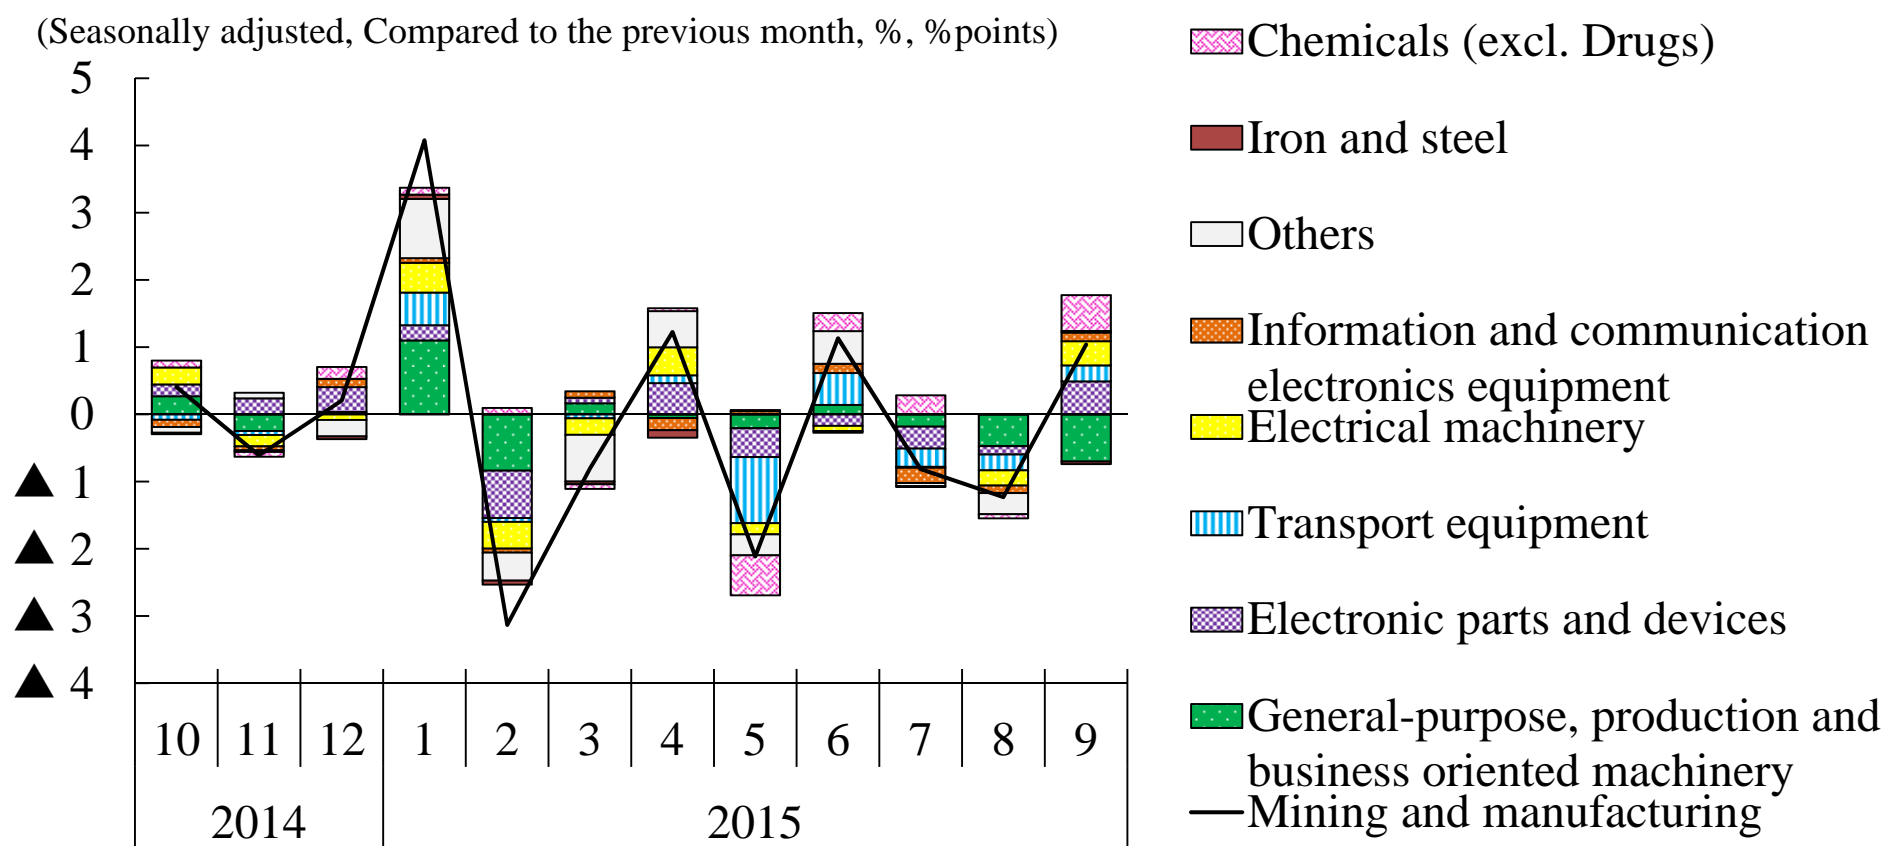 (Seasonally adjusted, Compared to the previous month, %, %points)
5
4
3
2
1
0
▲ 1
▲ 2
▲ 3
▲ 4
10 11 12 1 2 3 4 5 6 7 8 9
2014 2015
Chemicals (excl. Drugs)
Iron and steel
Others
Information and communication
electronics equipment
Electrical machinery
Transport equipment
Electronic parts and devices
General-purpose, production and
business oriented machinery
Mining and manufacturing